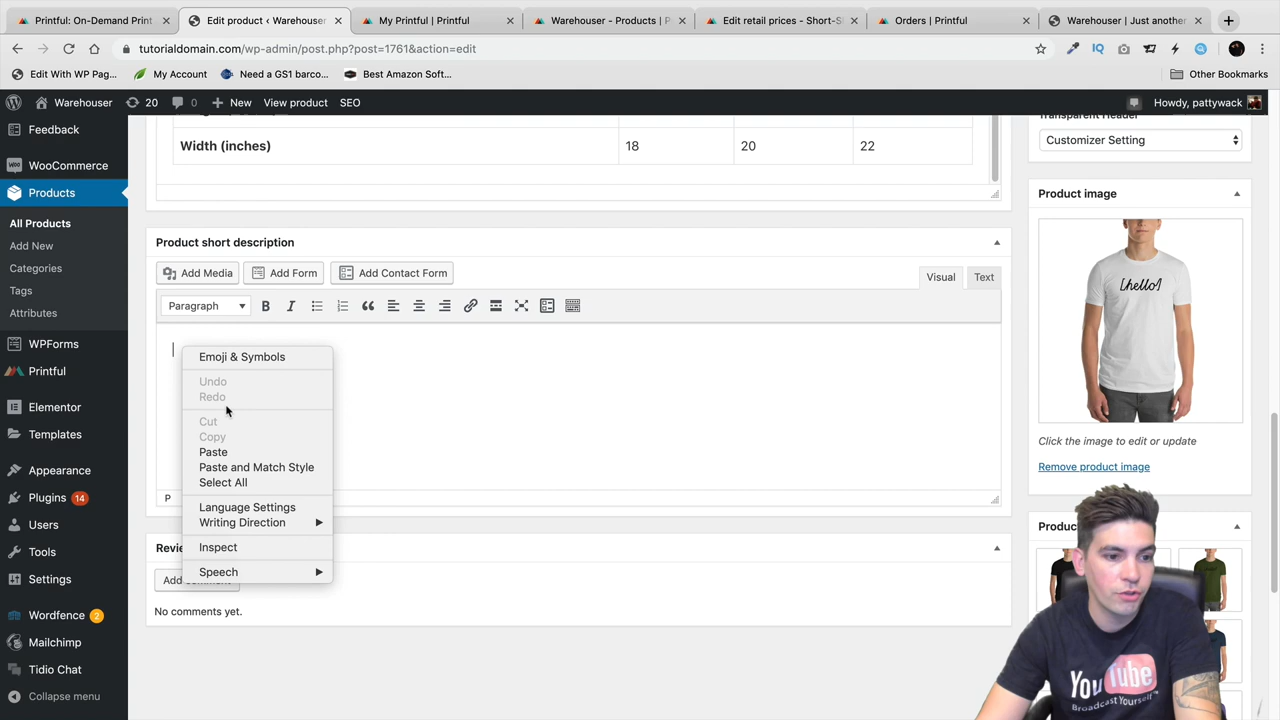 Printful: On-Demand Print
Edit product ‹ Warehouser
My Printful | Printful
Warehouser - Products | P
Edit retail prices - Short-S
Orders | Printful
Warehouser | Just another
tutorialdomain.com/wp-admin/post.php?post=1761&action=edit
Edit With WP Pag...
My Account
Need a GS1 barco...
Best Amazon Soft...
Other Bookmarks
Warehouser
20
0
New
View product
SEO
Howdy, pattywack
Feedback
WooCommerce
Products
All Products
Add New
Categories
Tags
Attributes
WPForms
Printful
Elementor
Templates
Appearance
Plugins 14
Users
Tools
Settings
Wordfence 2
Mailchimp
Tidio Chat
Collapse menu
Width (inches)
18
20
22
Product short description
Add Media
Add Form
Add Contact Form
Visual
Text
Paragraph
B
I
P
Emoji & Symbols
Undo
Redo
Cut
Copy
Paste
Paste and Match Style
Select All
Language Settings
Writing Direction
Inspect
Speech
Revie
Add comment
No comments yet.
Transparent Header
Customizer Setting
Product image
[hello]
Click the image to edit or update
Remove product image
Produc
You Tube
Broadcast Yourself